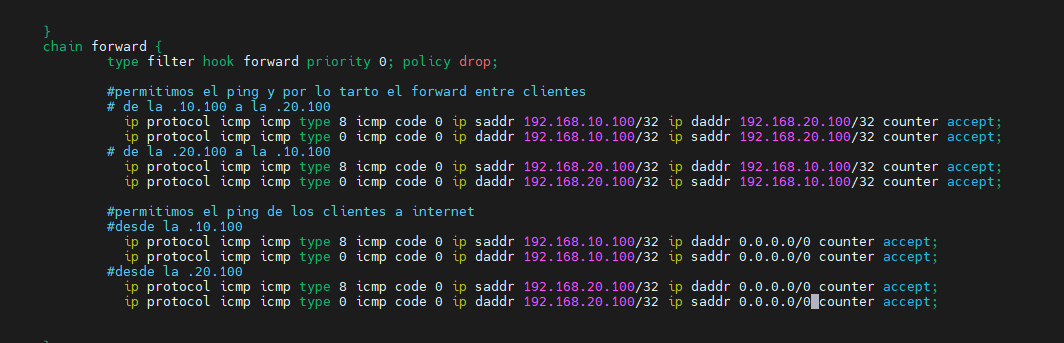 }
chain forward {
type filter hook forward priority 0; policy drop;
#permitimos el ping y por lo tarto el forward entre clientes
# de la .10.100 a la .20.100
ip protocol icmp icmp type 8 icmp code 0 ip saddr 192.168.10.100/32 ip daddr 192.168.20.100/32 counter accept;
ip protocol icmp icmp type 0 icmp code 0 ip daddr 192.168.10.100/32 ip saddr 192.168.20.100/32 counter accept;
# de la .20.100 a la .10.100
ip protocol icmp icmp type 8 icmp code 0 ip saddr 192.168.20.100/32 ip daddr 192.168.10.100/32 counter accept;
ip protocol icmp icmp type 0 icmp code 0 ip daddr 192.168.20.100/32 ip saddr 192.168.10.100/32 counter accept;
#permitimos el ping de los clientes a internet
#desde la .10.100
ip protocol icmp icmp type 8 icmp code 0 ip saddr 192.168.10.100/32 ip daddr 0.0.0.0/0 counter accept;
ip protocol icmp icmp type 0 icmp code 0 ip daddr 192.168.10.100/32 ip saddr 0.0.0.0/0 counter accept;
#desde la .20.100
ip protocol icmp icmp type 8 icmp code 0 ip saddr 192.168.20.100/32 ip daddr 0.0.0.0/0 counter accept;
ip protocol icmp icmp type 0 icmp code 0 ip daddr 192.168.20.100/32 ip saddr 0.0.0.0/0 counter accept;